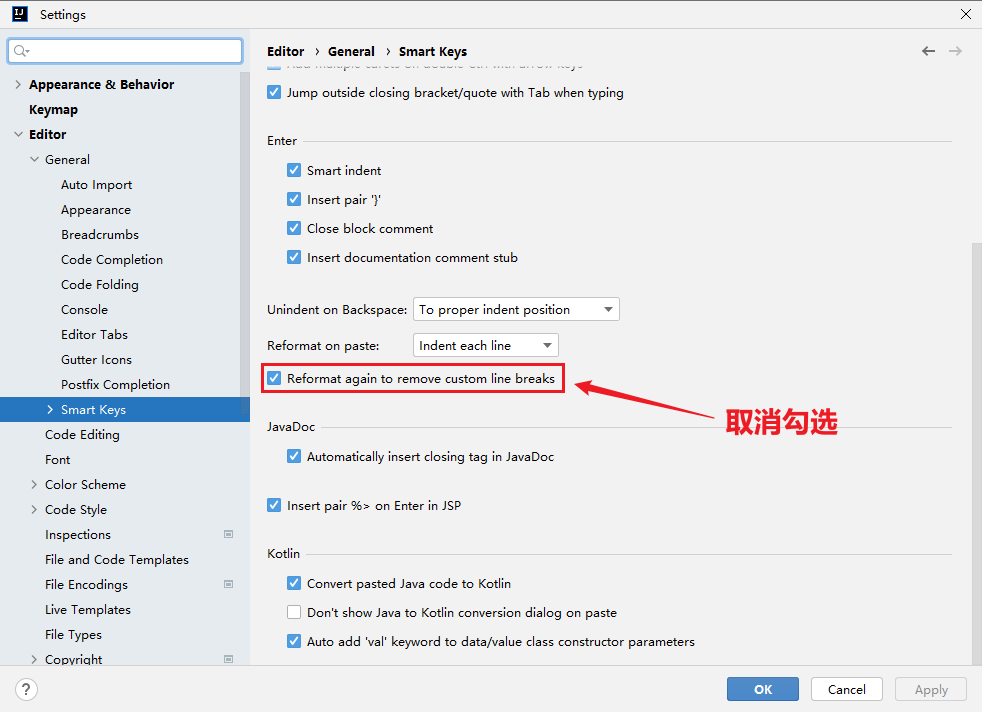 Settings
Editor › General › Smart Keys
Appearance & Behavior
Keymap
Editor
General
Auto Import
Appearance
Breadcrumbs
Code Completion
Code Folding
Console
Editor Tabs
Gutter Icons
Postfix Completion
Smart Keys
Code Editing
Font
Color Scheme
Code Style
Inspections
File and Code Templates
File Encodings
Live Templates
File Types
Copyright
Jump outside closing bracket/quote with Tab when typing
Enter
Smart indent
Insert pair '}'
Close block comment
Insert documentation comment stub
Unindent on Backspace: To proper indent position
Reformat on paste: Indent each line
Reformat again to remove custom line breaks
取消勾选
JavaDoc
Automatically insert closing tag in JavaDoc
Insert pair %> on Enter in JSP
Kotlin
Convert pasted Java code to Kotlin
Don't show Java to Kotlin conversion dialog on paste
Auto add 'val' keyword to data/value class constructor parameters
?
OK Cancel Apply